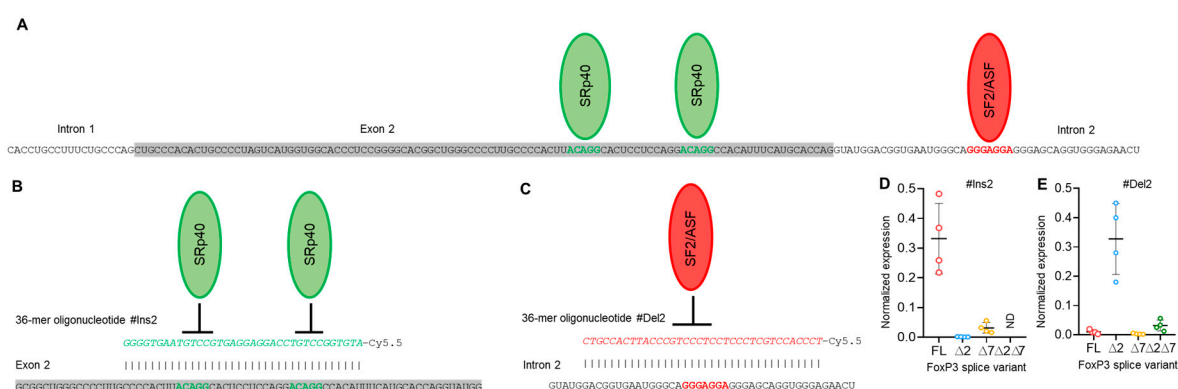 A
SRp40
SRp40
SF2/ASF
Intron 1
Exon 2
Intron 2
CACCUGCCUUUCUGCCCAGCUGCCCACACUGCCCCUAGUCAUGGUGGCACCCUCCGGGGCACGGCUGGGCCCCUUGCCCCACUUACAGGCACUCCUCCAGGACAGGCCACAUUUCAUGCACCAGGUAUGGACGGUGAAUGGGCAGGGAGGAGGGAGCAGGUGGGAGAACU
B
SRp40
SRp40
36-mer oligonucleotide #Ins2
GGGGTGAATGTCCGTGAGGAGGACCTGTCCGGTGTA-Cy5.5
Exon 2
GCGGCUGGGCCCCUUGCCCCACUUACAGGCACUCCUCCAGGACAGGCCACAUUUCAUGCACCAGGUAUGG
C
SF2/ASF
36-mer oligonucleotide #Del2
CTGCCACTTACCCGTCCCTCCTCCCTCGTCCACCCT-Cy5.5
Intron 2
GUAUGGACGGUGAAUGGGCAGGGAGGAGGGAGCAGGUGGGAGAACU
D
#Ins2
Normalized expression
0.5
0.4
0.3
0.2
0.1
0.0
ND
FL Δ2 Δ7 Δ2Δ7
FoxP3 splice variant
E
#Del2
Normalized expression
0.5
0.4
0.3
0.2
0.1
0.0
FL Δ2 Δ7 Δ2Δ7
FoxP3 splice variant